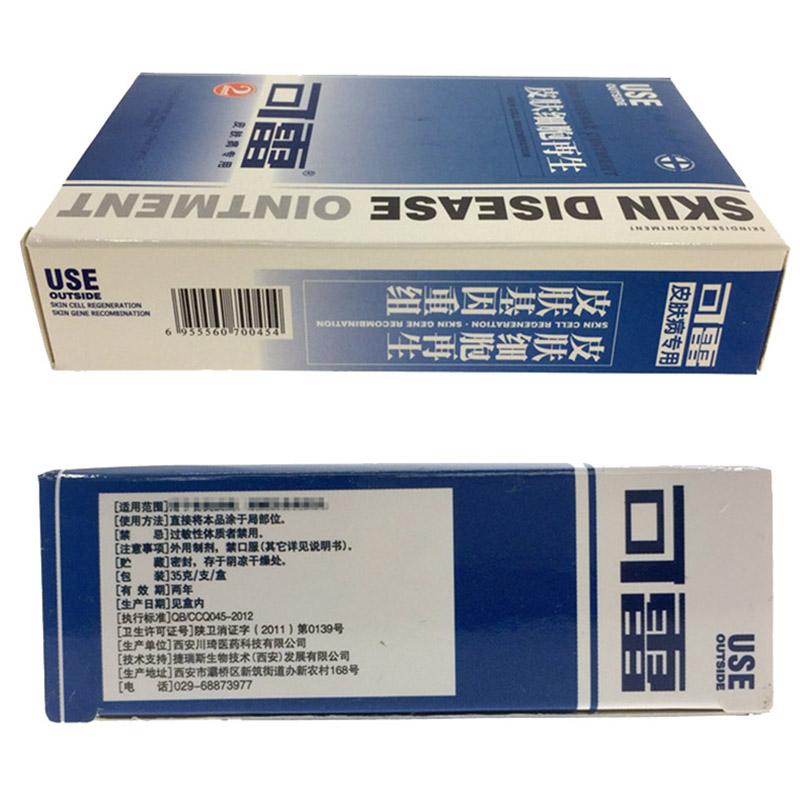 USE
OUTSIDE
皮肤细胞再生
2
可雷®
皮肤病专用
SKIN DISEASE OINTMENT
SKINDISEASEOINTMENT
USE
OUTSIDE
SKIN CELL REGENERATION
SKIN GENE RECOMBINATION
6 955560 700454
皮肤细胞再生
SKIN CELL REGENERATION · SKIN GENE RECOMBINATION
皮肤基因重组
可雷
皮肤病专用
[适用范围]
[使用方法]直接将本品涂于局部位。
[禁 忌]过敏性体质者禁用。
[注意事项]外用制剂，禁口服（其它详见说明书）。
[贮 藏]密封，存于阴凉干燥处。
[包 装]35克/支/盒
[有 效 期]两年
[生产日期]见盒内
[执行标准]QB/CCQ045-2012
[卫生许可证号]陕卫消证字（2011）第0139号
[生产单位]西安川琦医药科技有限公司
[技术支持]捷瑞斯生物技术（西安）发展有限公司
[生产地址]西安市灞桥区新筑街道办新农村168号
[电 话]029-68873977
可雷
USE
OUTSIDE